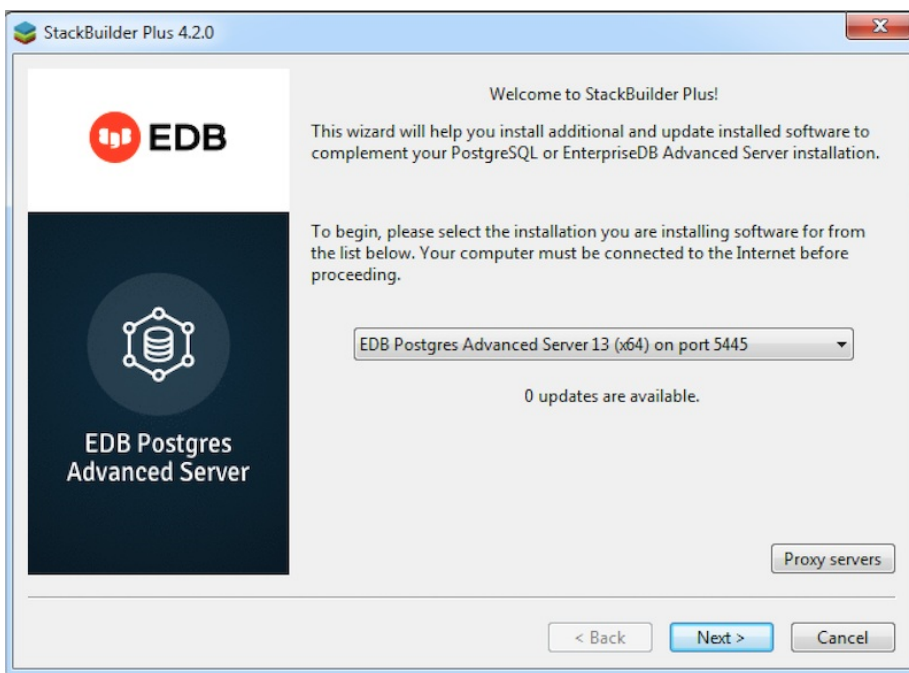 StackBuilder Plus 4.2.0
EDB
EDB Postgres
Advanced Server
Welcome to StackBuilder Plus!
This wizard will help you install additional and update installed software to
complement your PostgreSQL or EnterpriseDB Advanced Server installation.
To begin, please select the installation you are installing software for from
the list below. Your computer must be connected to the Internet before
proceeding.
EDB Postgres Advanced Server 13 (x64) on port 5445
0 updates are available.
Proxy servers
< Back Next > Cancel